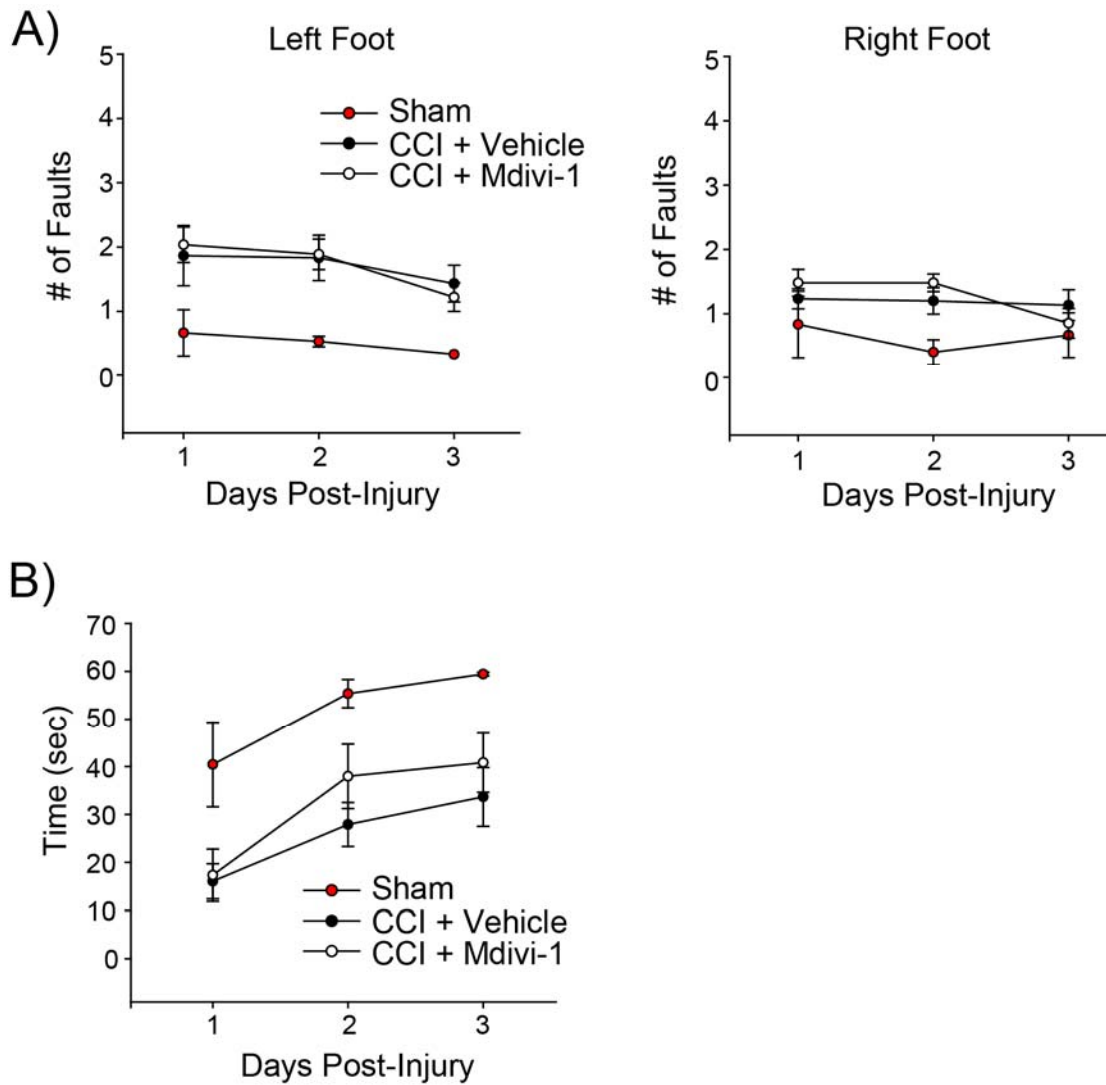 A)
Left Foot
5
4
3
2
1
0
# of Faults
Sham
CCI + Vehicle
CCI + Mdivi-1
1 2 3
Days Post-Injury
Right Foot
5
4
3
2
1
0
# of Faults
1 2 3
Days Post-Injury
B)
70
60
50
40
30
20
10
0
Time (sec)
Sham
CCI + Vehicle
CCI + Mdivi-1
1 2 3
Days Post-Injury